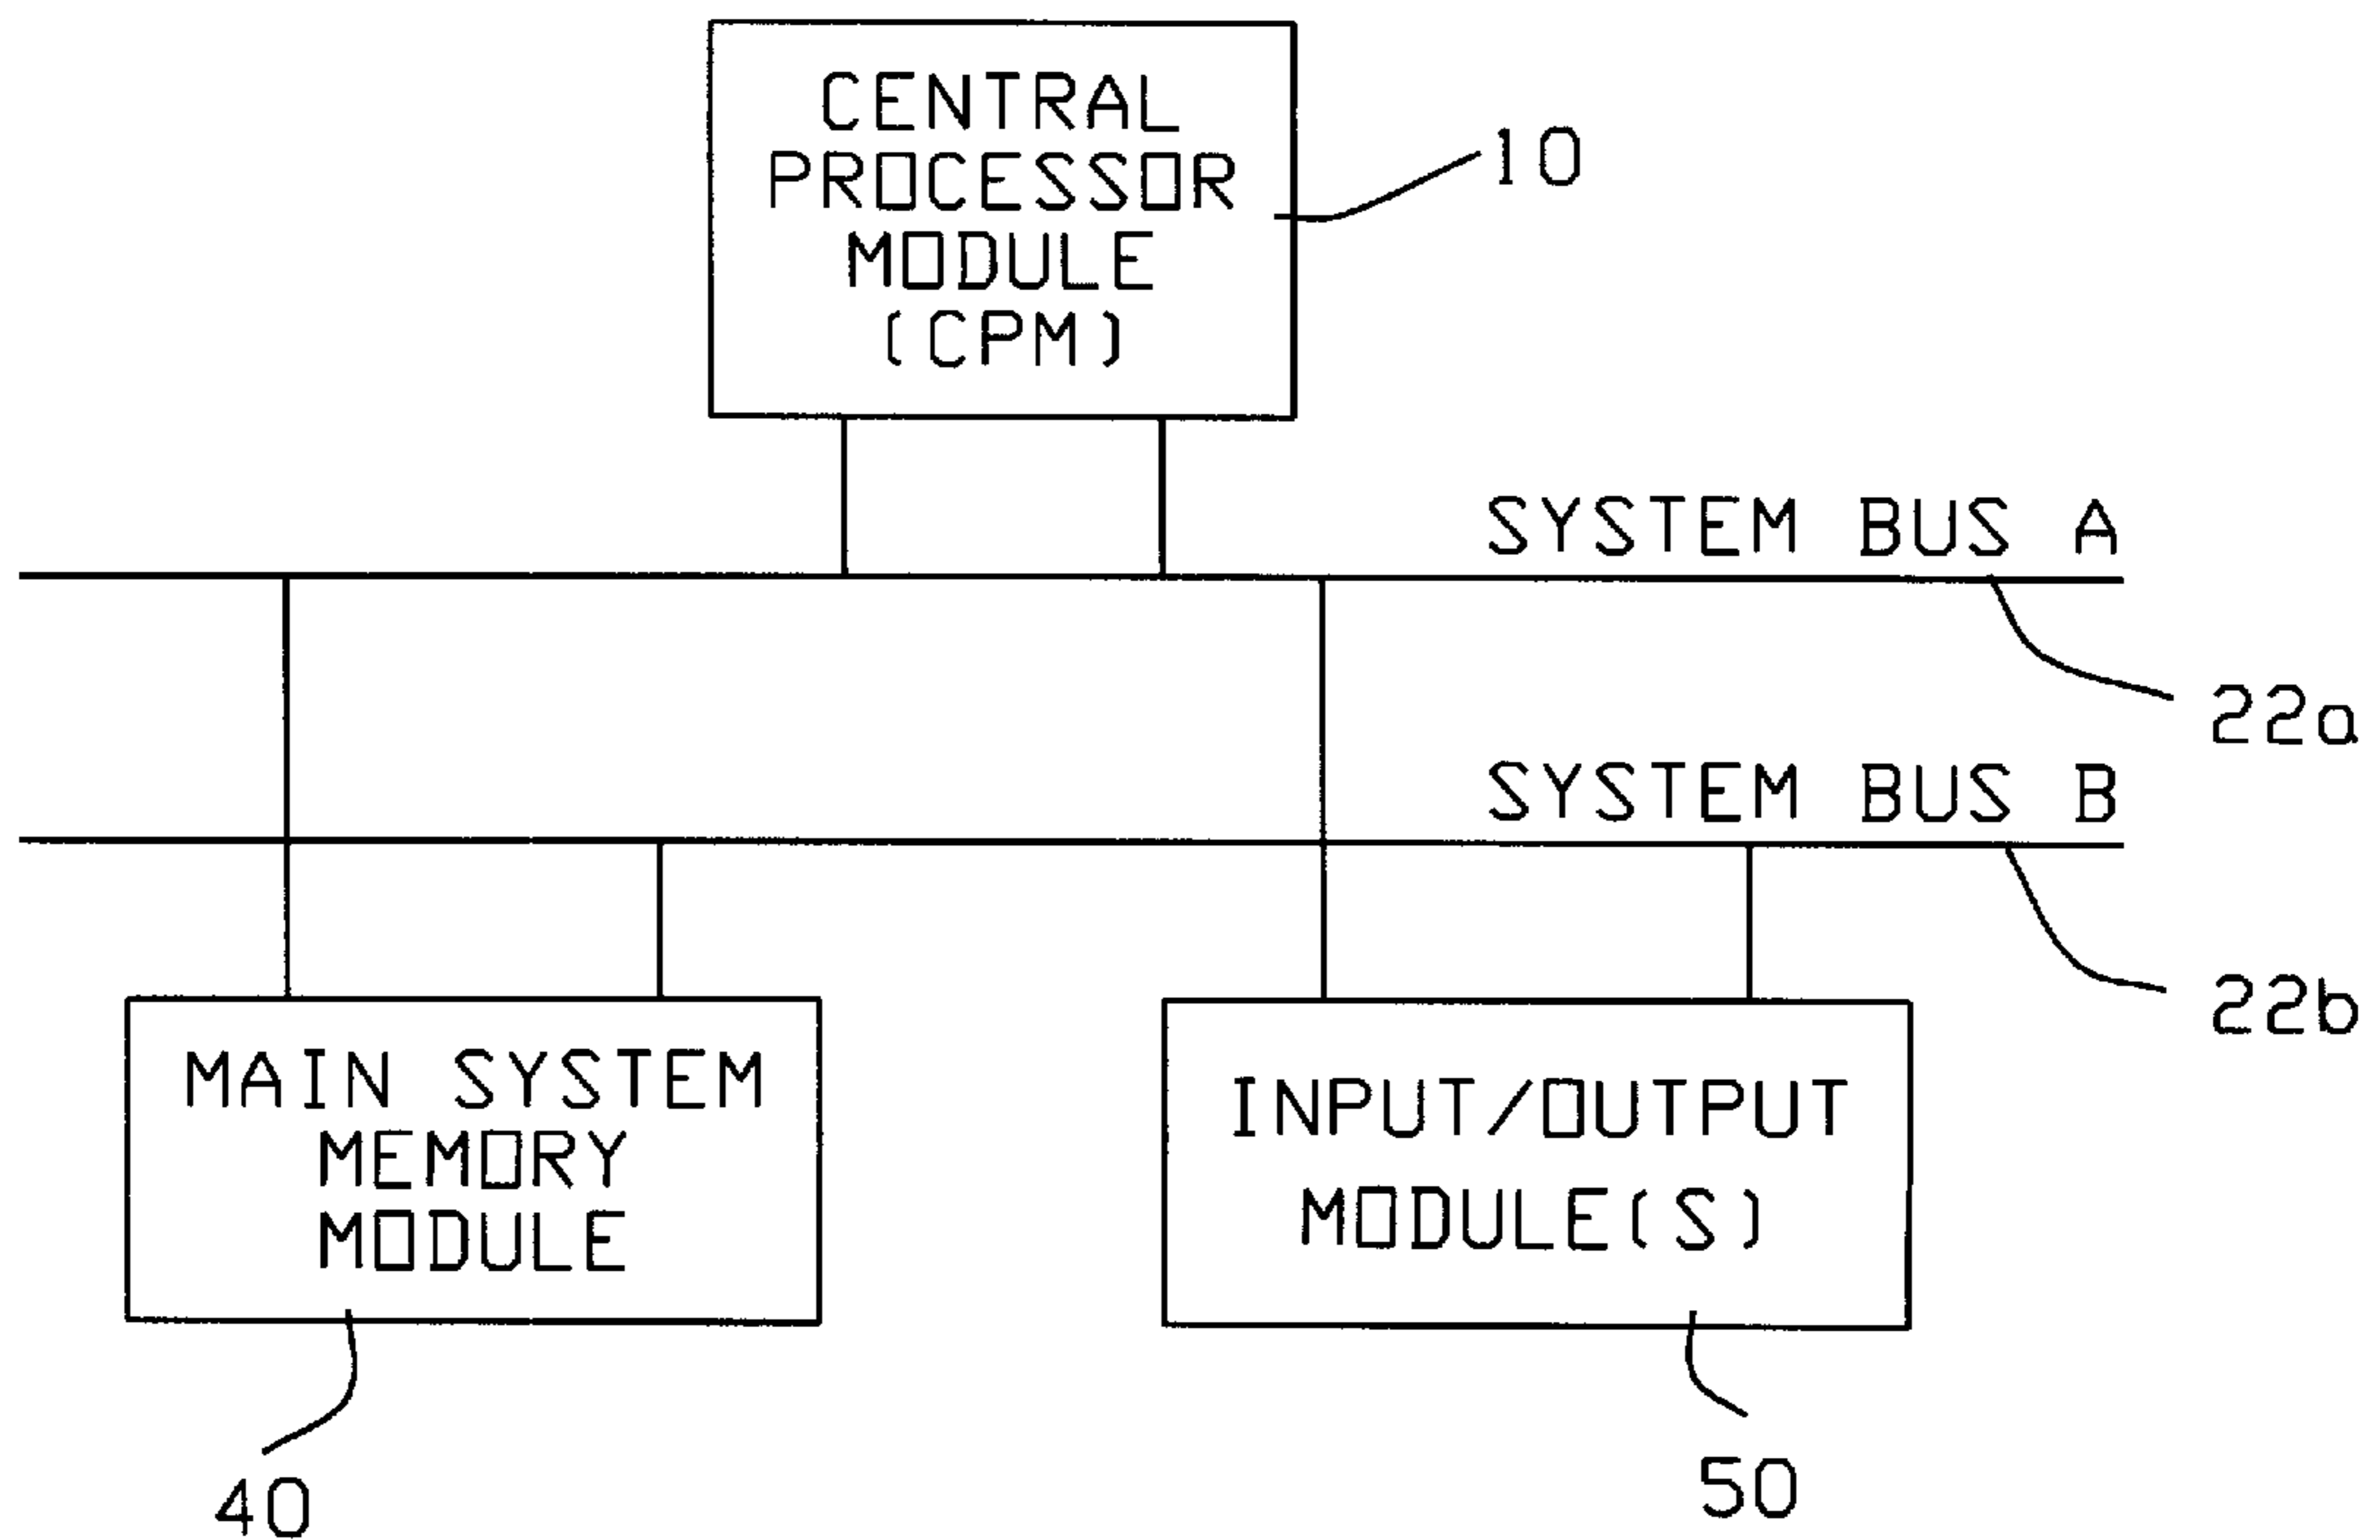 CENTRAL
PROCESSOR
MODULE
(CPM)
10
SYSTEM BUS A
22a
SYSTEM BUS B
22b
MAIN SYSTEM
MEMORY
MODULE
40
INPUT/OUTPUT
MODULE(S)
50